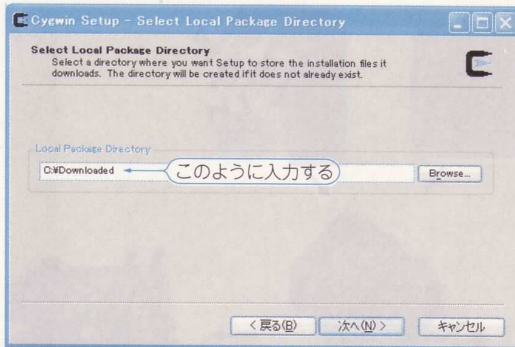 Cygwin Setup - Select Local Package Directory
Select Local Package Directory
Select a directory where you want Setup to store the installation files it
downloads. The directory will be created if it does not already exist.
Local Package Directory
C:¥Downloaded
このように入力する
Browse...
< 戻る(B)
次へ(N) >
キャンセル